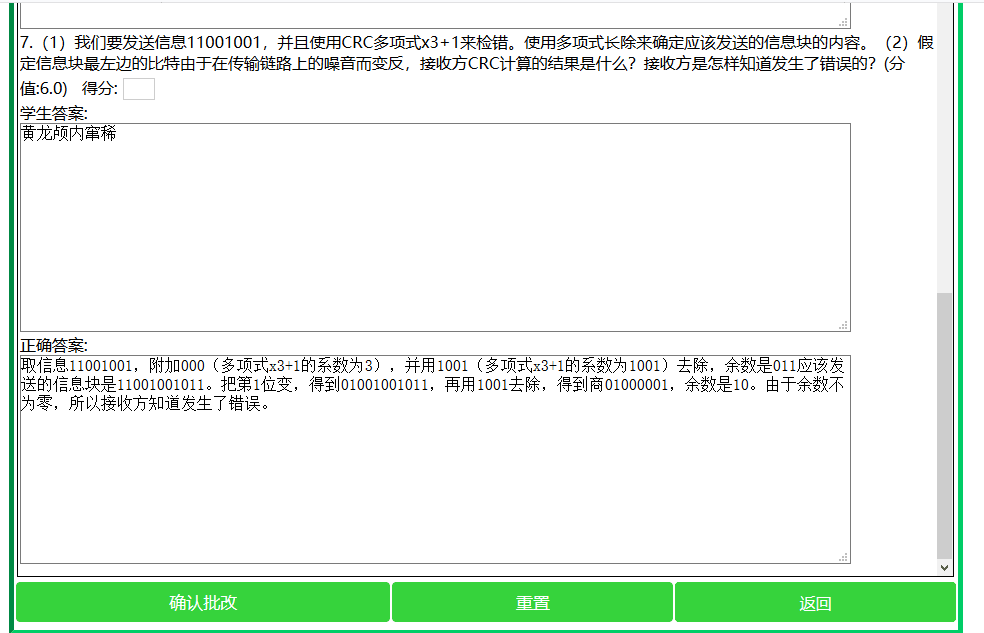 7.（1）我们要发送信息11001001，并且使用CRC多项式x3+1来检错。使用多项式长除来确定应该发送的信息块的内容。（2）假
定信息块最左边的比特由于在传输链路上的噪音而变反，接收方CRC计算的结果是什么？接收方是怎样知道发生了错误的？(分
值:6.0) 得分:
学生答案:
黄龙颅内窜稀
正确答案:
取信息11001001，附加000（多项式x3+1的系数为3），并用1001（多项式x3+1的系数为1001）去除，余数是011应该发
送的信息块是11001001011。把第1位变，得到01001001011，再用1001去除，得到商01000001，余数是10。由于余数不
为零，所以接收方知道发生了错误。
确认批改 重置 返回